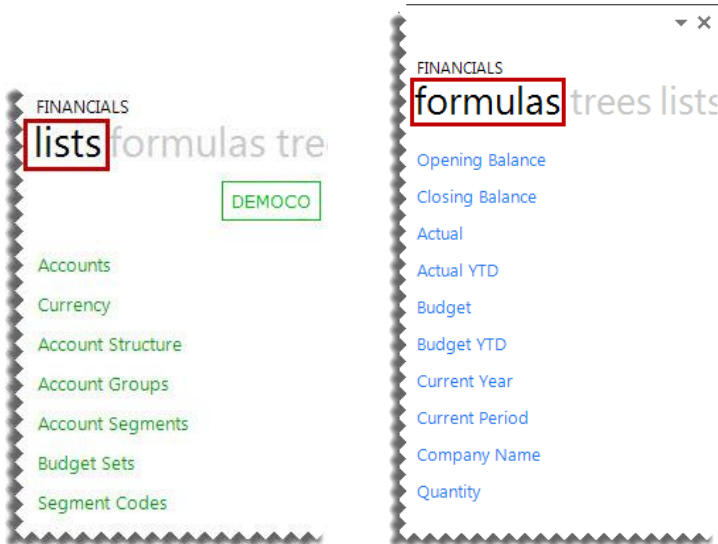 FINANCIALS
lists formulas tre
DEMOCO
Accounts
Currency
Account Structure
Account Groups
Account Segments
Budget Sets
Segment Codes
FINANCIALS
formulas trees lists
Opening Balance
Closing Balance
Actual
Actual YTD
Budget
Budget YTD
Current Year
Current Period
Company Name
Quantity